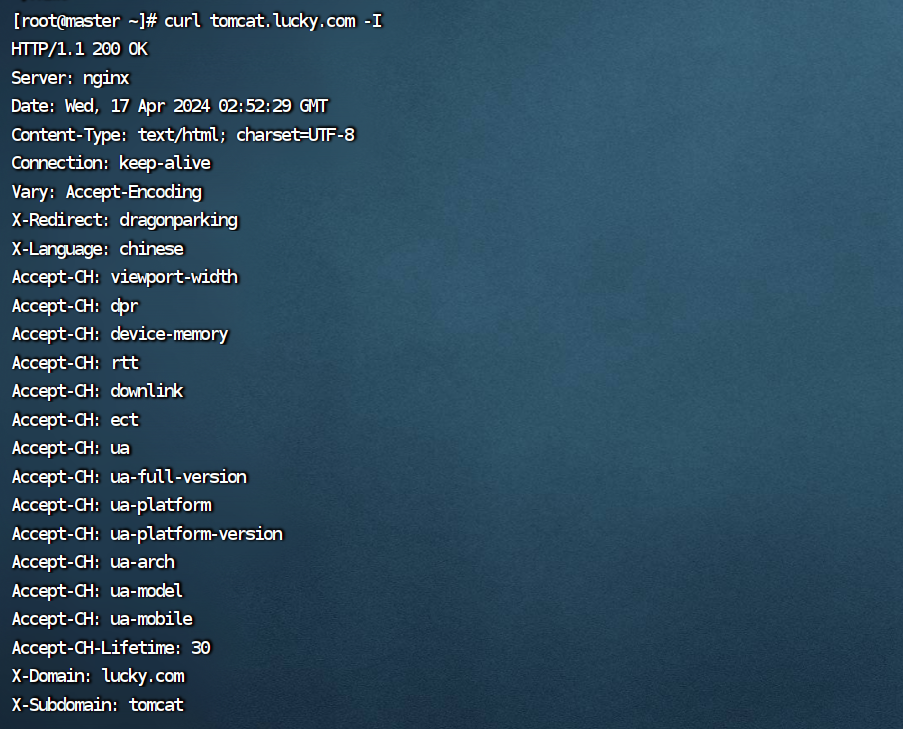 [root@master ~]# curl tomcat.lucky.com -I
HTTP/1.1 200 OK
Server: nginx
Date: Wed, 17 Apr 2024 02:52:29 GMT
Content-Type: text/html; charset=UTF-8
Connection: keep-alive
Vary: Accept-Encoding
X-Redirect: dragonparking
X-Language: chinese
Accept-CH: viewport-width
Accept-CH: dpr
Accept-CH: device-memory
Accept-CH: rtt
Accept-CH: downlink
Accept-CH: ect
Accept-CH: ua
Accept-CH: ua-full-version
Accept-CH: ua-platform
Accept-CH: ua-platform-version
Accept-CH: ua-arch
Accept-CH: ua-model
Accept-CH: ua-mobile
Accept-CH-Lifetime: 30
X-Domain: lucky.com
X-Subdomain: tomcat